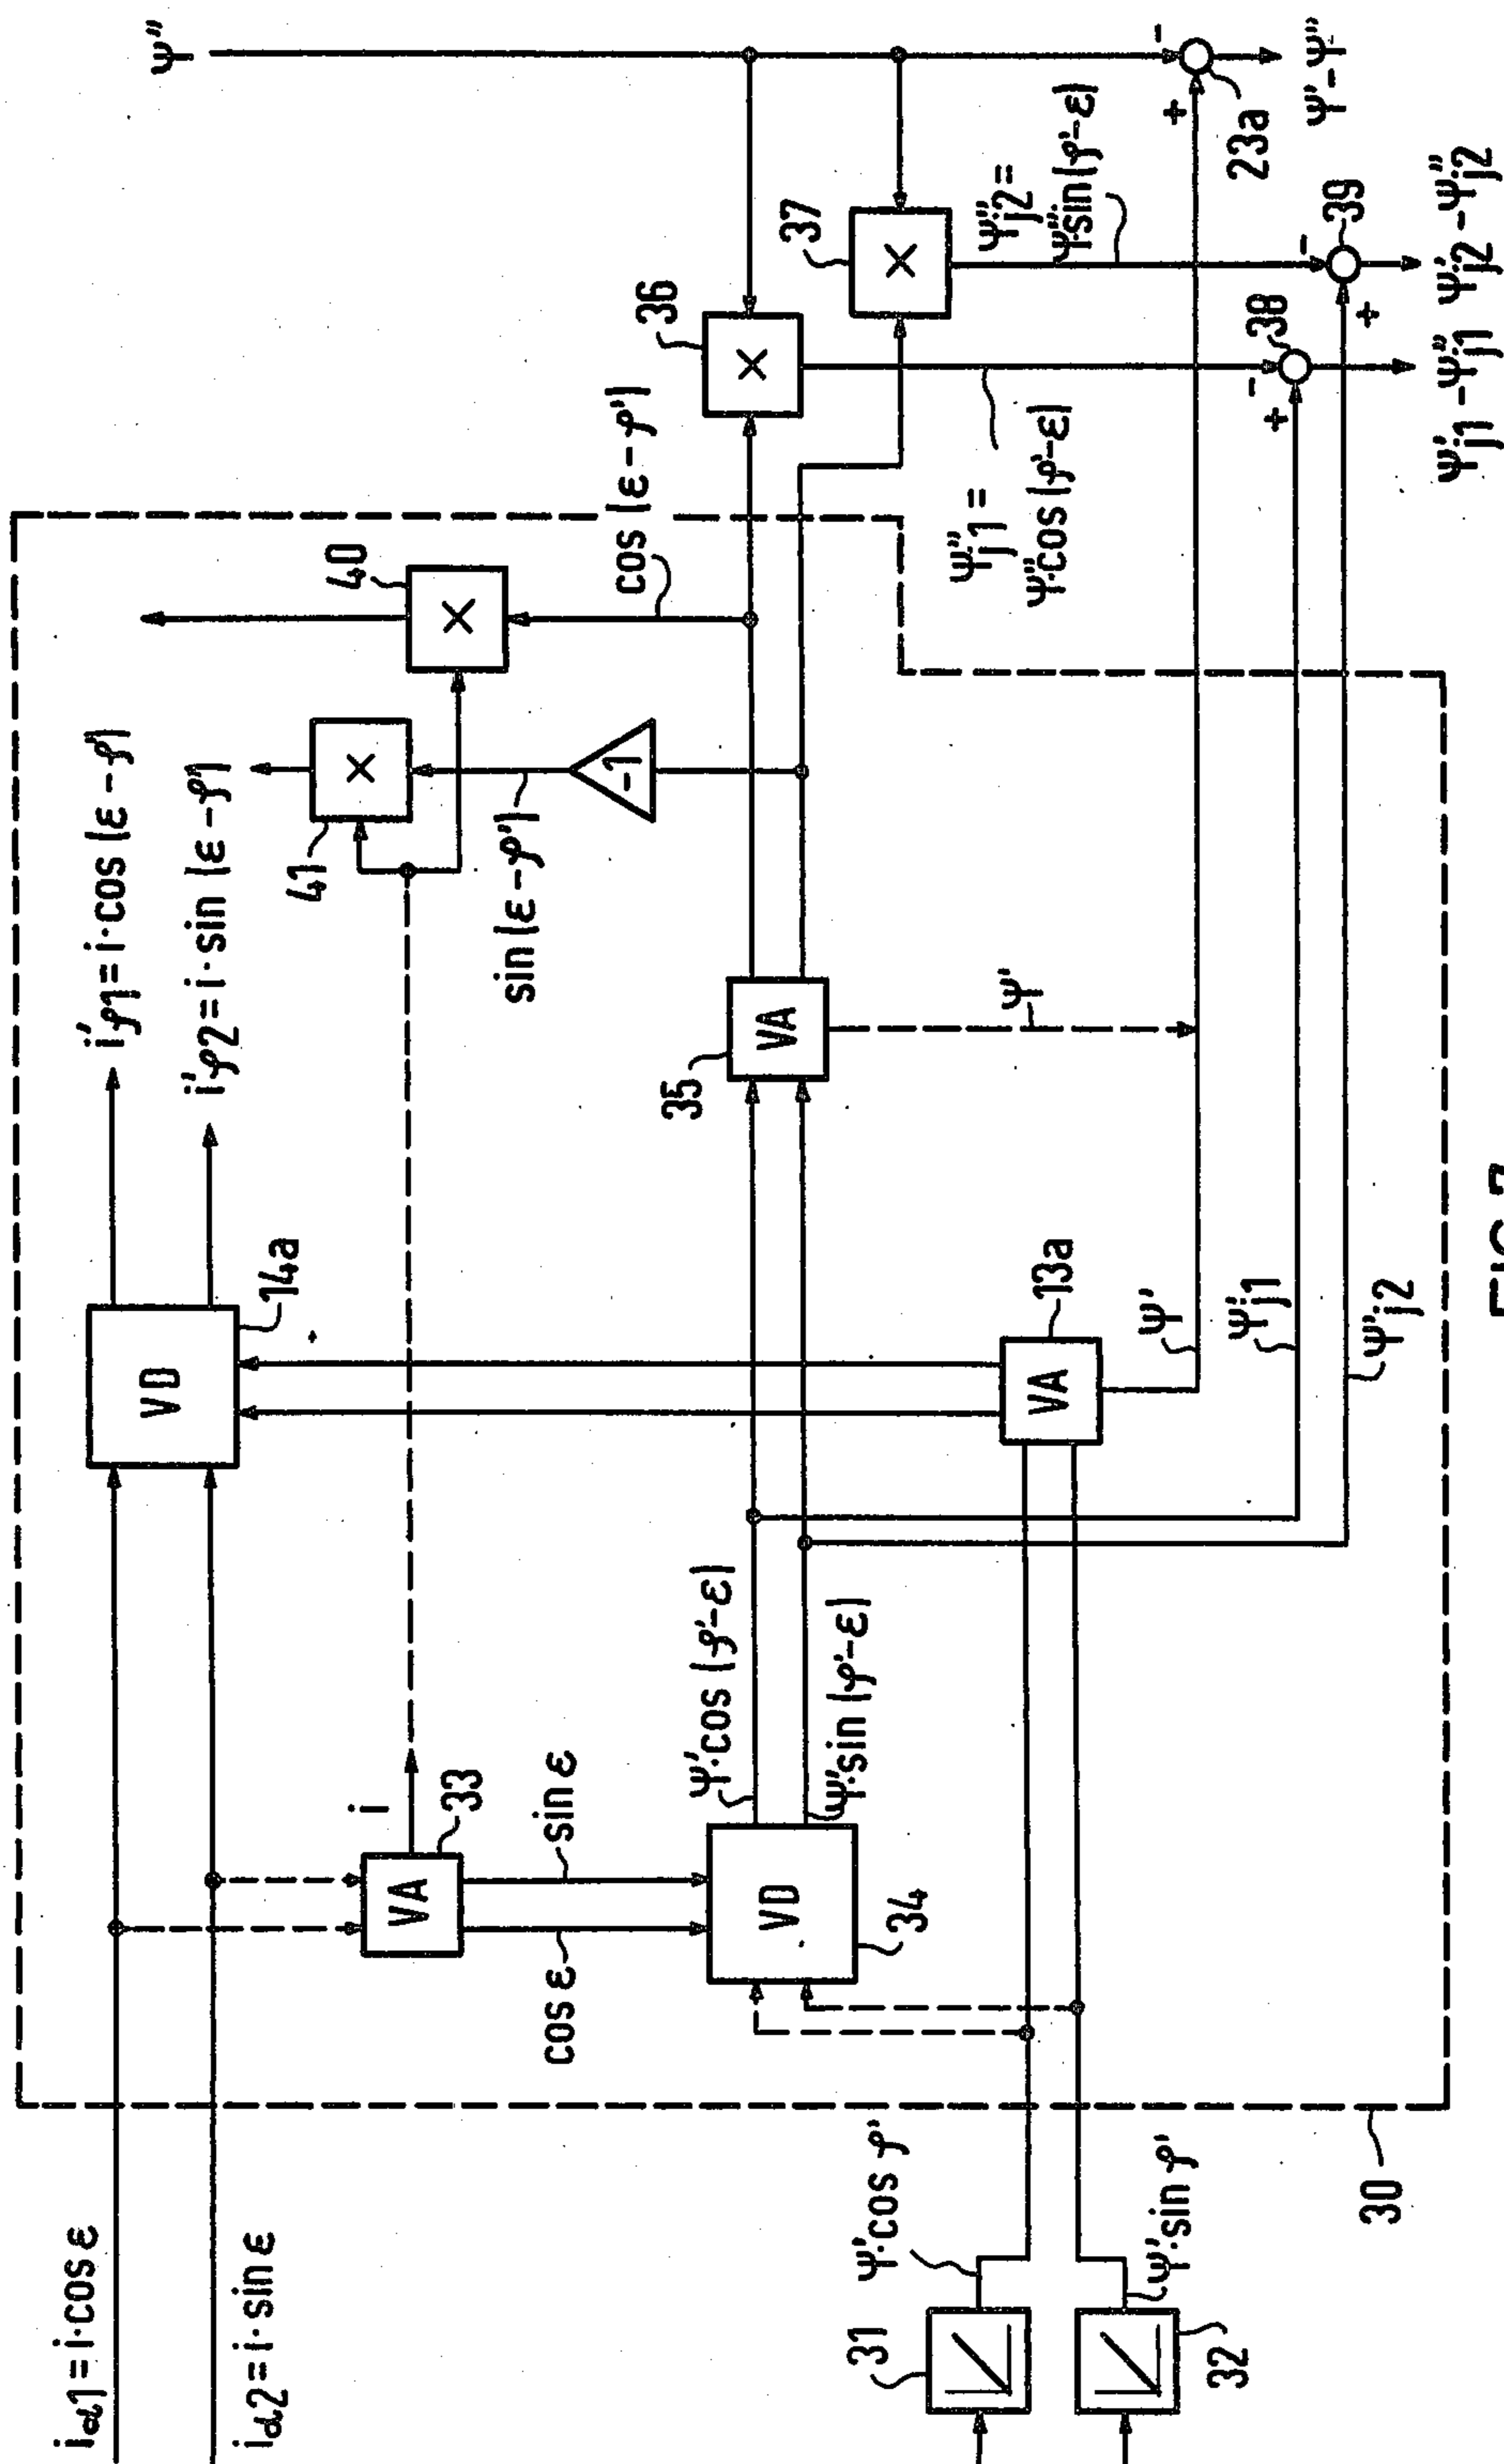 iα1 = i·cos ε
iα2 = i·sin ε
i'φ1 = i·cos (ε - φ')
i'φ2 = i·sin (ε - φ')
ψ"
VD
14a
41
×
40
×
i
VA
33
cos ε
sin ε
sin (ε - φ')
-1
cos (ε - φ')
VD
34
ψ'·cos (φ' - ε)
ψ'·sin (φ' - ε)
35
VA
ψ'
36
×
37
×
ψ"j1 =
ψ"·cos (φ' - ε)
ψ"j2 =
ψ"·sin (φ' - ε)
31
ψ'·cos φ'
32
ψ'·sin φ'
30
VA
13a
ψ'
ψ'j1
ψ'j2
+
-
23a
ψ' - ψ"
+
-
38
+
-
39
ψ'j1 - ψ"j1
ψ'j2 - ψ"j2